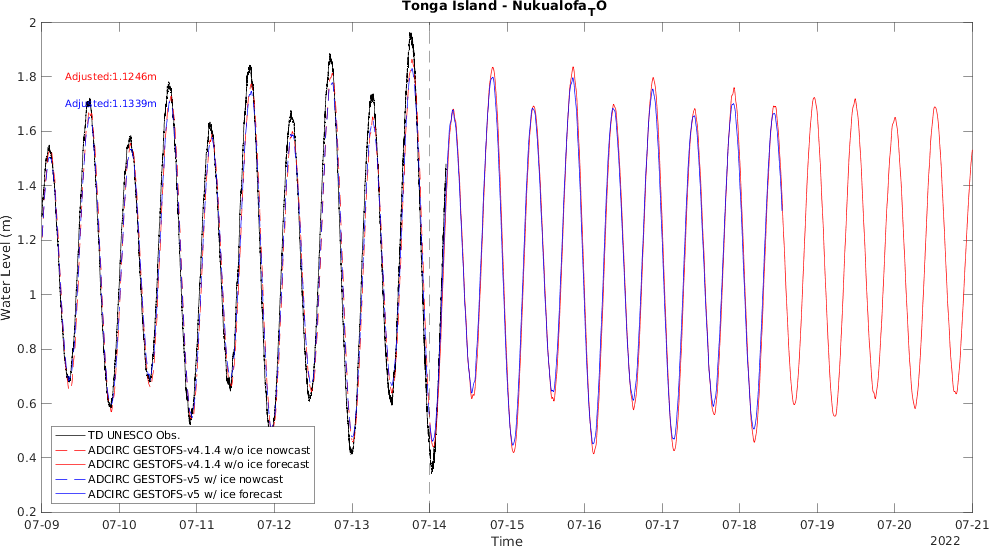 Tonga Island - Nukualofa_TO
Water Level (m)
2
1.8
1.6
1.4
1.2
1
0.8
0.6
0.4
0.2
Adjusted:1.1246m
Adjusted:1.1339m
TD UNESCO Obs.
ADCIRC GESTOFS-v4.1.4 w/o ice nowcast
ADCIRC GESTOFS-v4.1.4 w/o ice forecast
ADCIRC GESTOFS-v5 w/ ice nowcast
ADCIRC GESTOFS-v5 w/ ice forecast
07-09 07-10 07-11 07-12 07-13 07-14 07-15 07-16 07-17 07-18 07-19 07-20 07-21
Time
2022